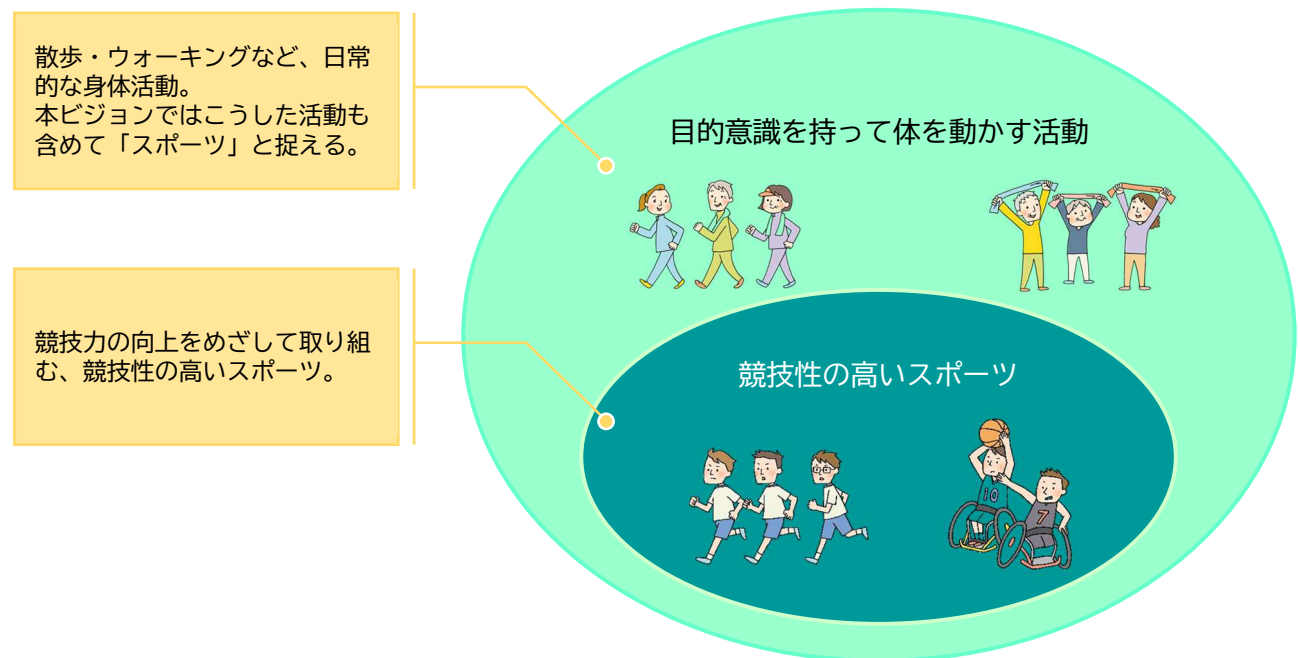 散歩・ウォーキングなど、日常
的な身体活動。
本ビジョンではこうした活動も
含めて「スポーツ」と捉える。
目的意識を持って体を動かす活動
競技力の向上をめざして取り組
む、競技性の高いスポーツ。
競技性の高いスポーツ
10
7